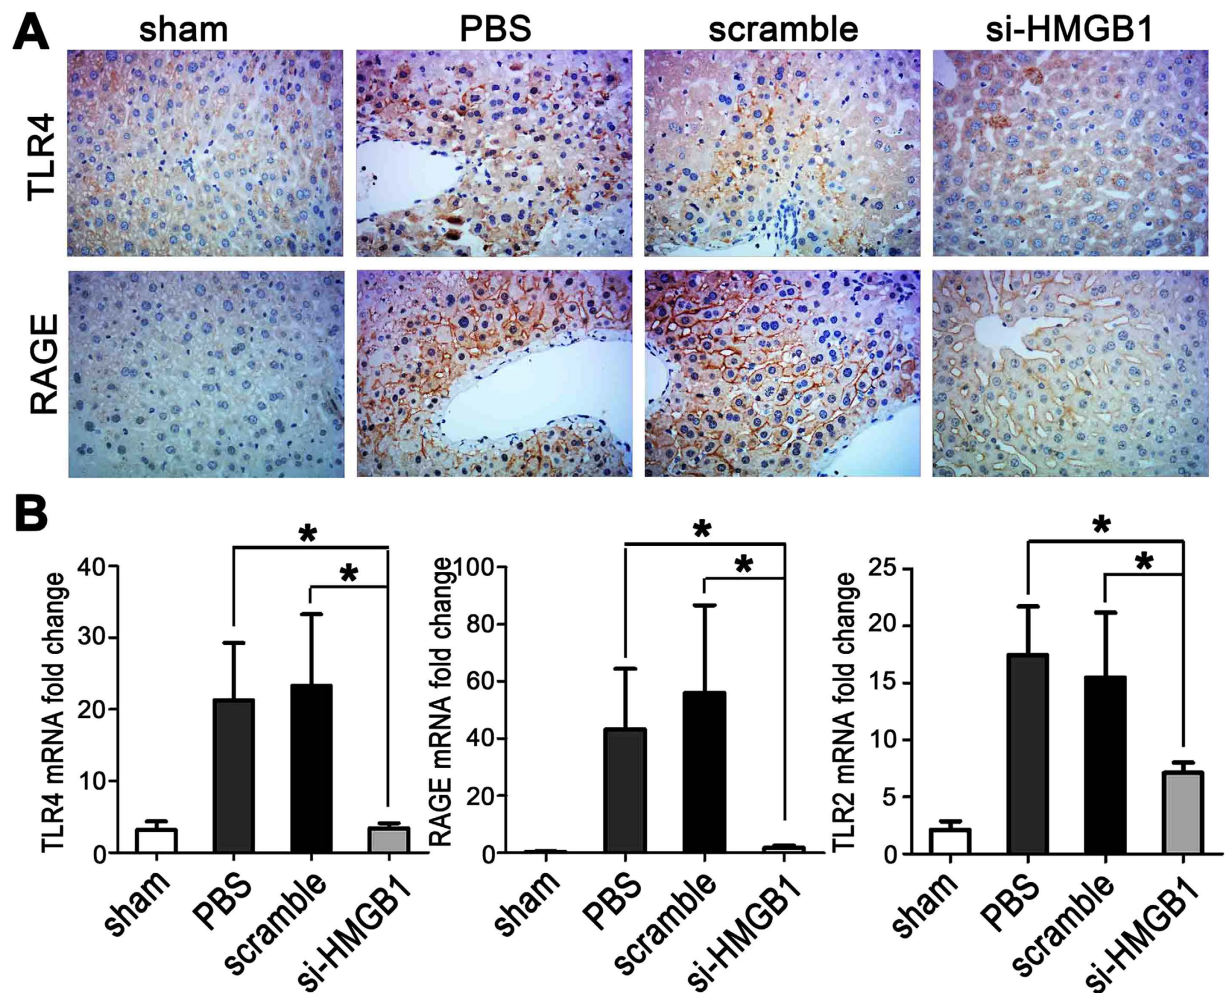 A
sham PBS scramble si-HMGB1
TLR4
RAGE
B
* * *
* * *
TLR4 mRNA fold change
40
30
20
10
0
sham PBS scramble si-HMGB1
RAGE mRNA fold change
100
80
60
40
20
0
sham PBS scramble si-HMGB1
TLR2 mRNA fold change
25
20
15
10
5
0
sham PBS scramble si-HMGB1